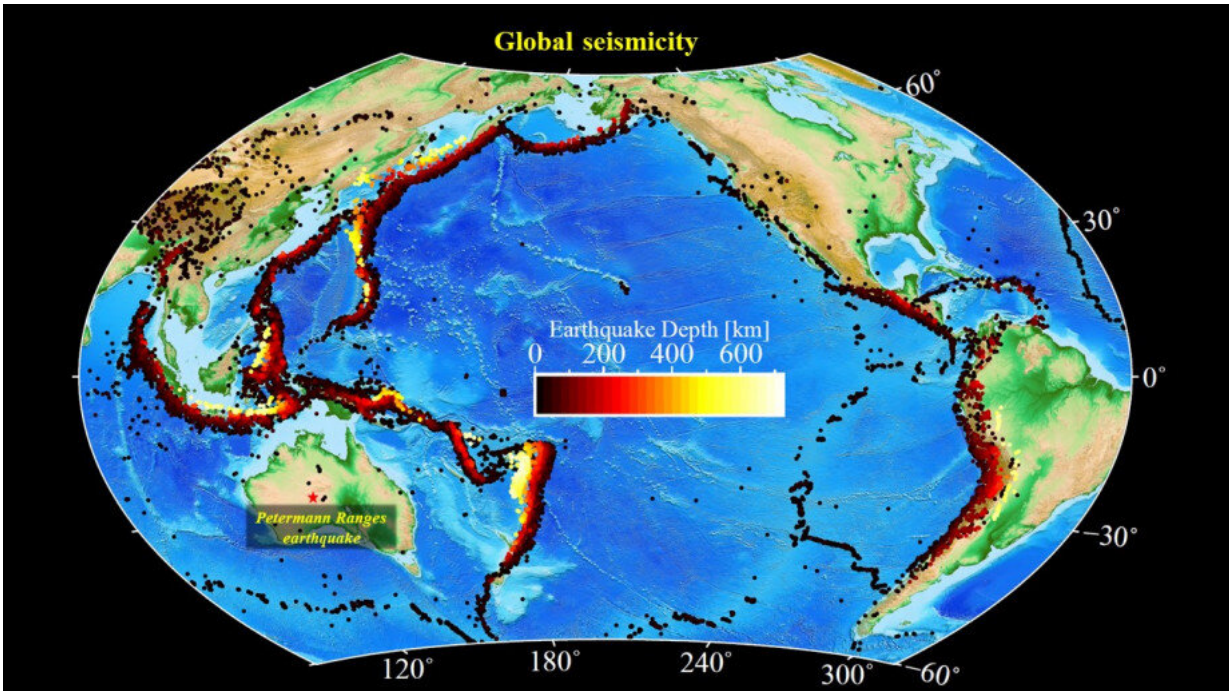 Global seismicity
60°
30°
Earthquake Depth [km]
0 200 400 600
0°
Petermann Ranges
earthquake
−30°
120° 180° 240° 300° −60°